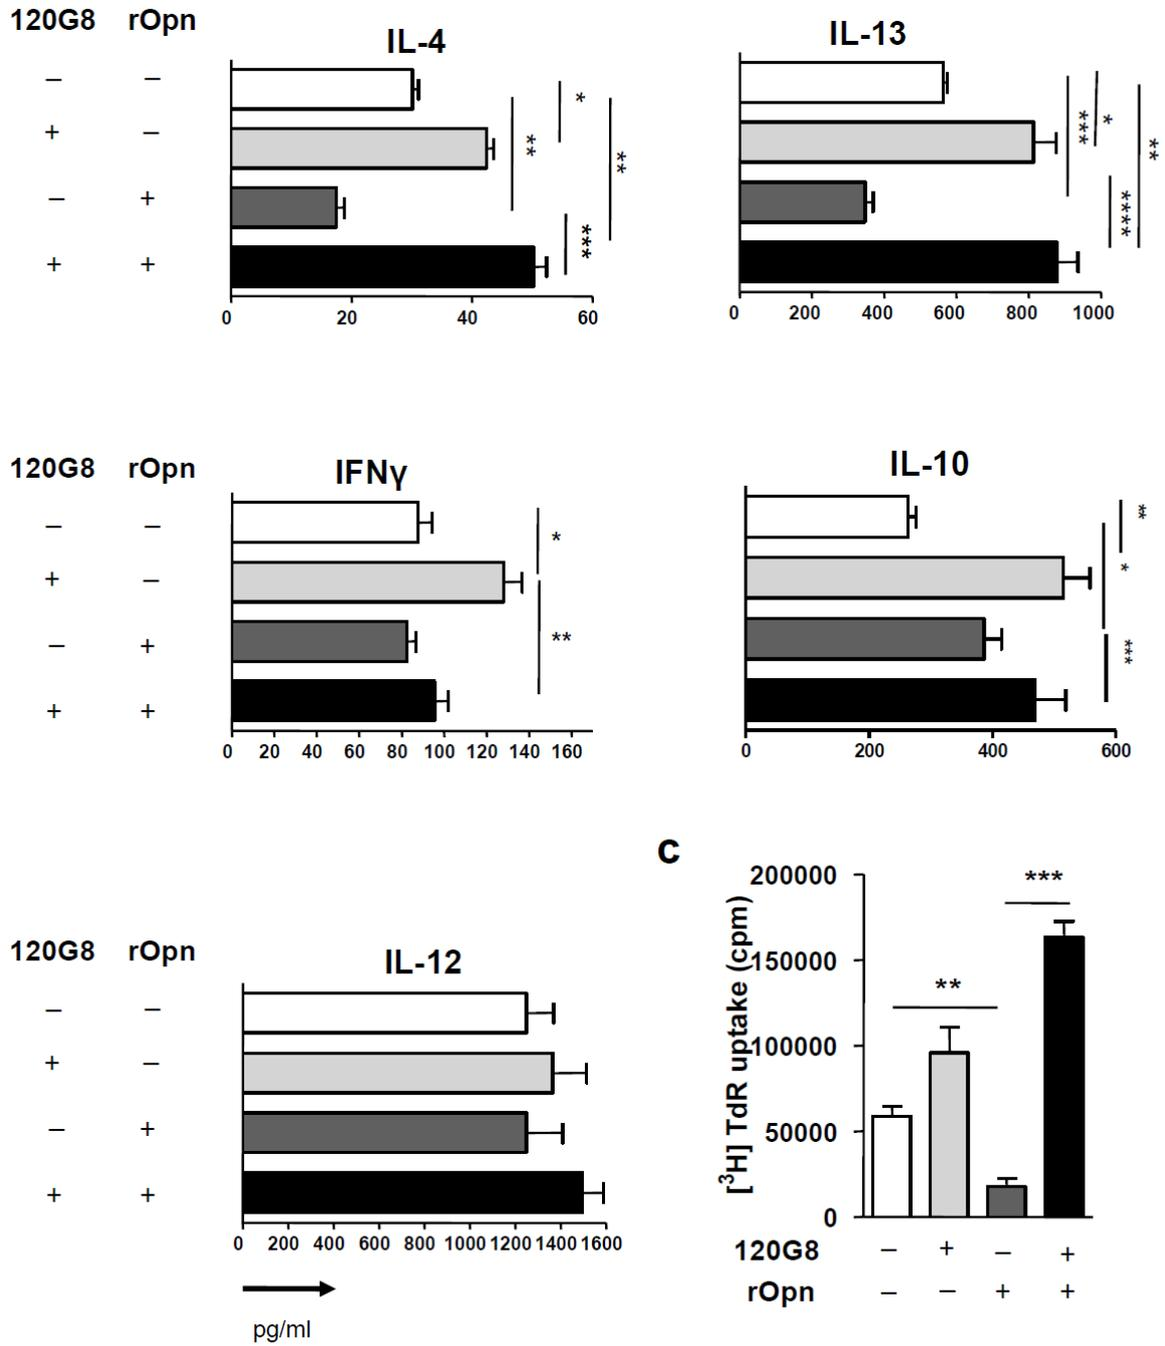 120G8 rOpn
IL-4
– –
+ –
– +
+ +
*
**
**
***
0 20 40 60
IL-13
***
*
**
****
0 200 400 600 800 1000
120G8 rOpn
IFNγ
– –
+ –
– +
+ +
*
**
0 20 40 60 80 100 120 140 160
IL-10
**
*
***
0 200 400 600
120G8 rOpn
IL-12
– –
+ –
– +
+ +
0 200 400 600 800 1000 1200 1400 1600
pg/ml
C
[³H] TdR uptake (cpm)
200000
150000
100000
50000
0
***
**
120G8 – + – +
rOpn – – + +